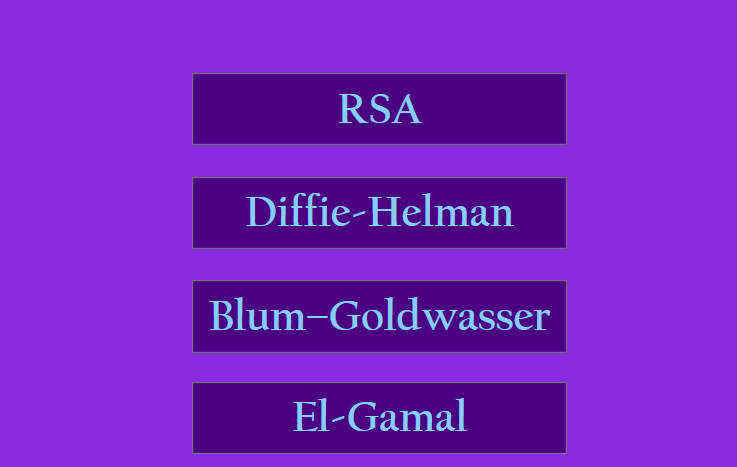 RSA
Diffie-Helman
Blum–Goldwasser
El-Gamal